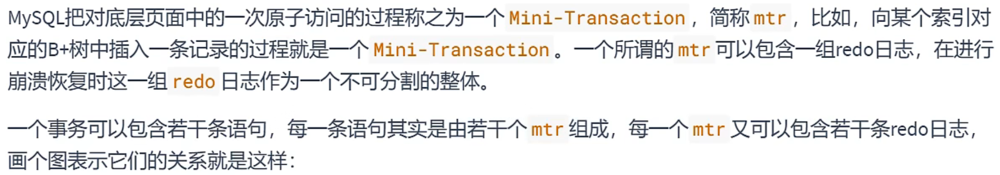 MySQL把对底层页面中的一次原子访问的过程称之为一个 Mini-Transaction ，简称 mtr ，比如，向某个索引对
应的B+树中插入一条记录的过程就是一个 Mini-Transaction 。一个所谓的 mtr 可以包含一组redo日志，在进行
崩溃恢复时这一组 redo 日志作为一个不可分割的整体。
一个事务可以包含若干条语句，每一条语句其实是由若干个 mtr 组成，每一个 mtr 又可以包含若干条redo日志，
画个图表示它们的关系就是这样：